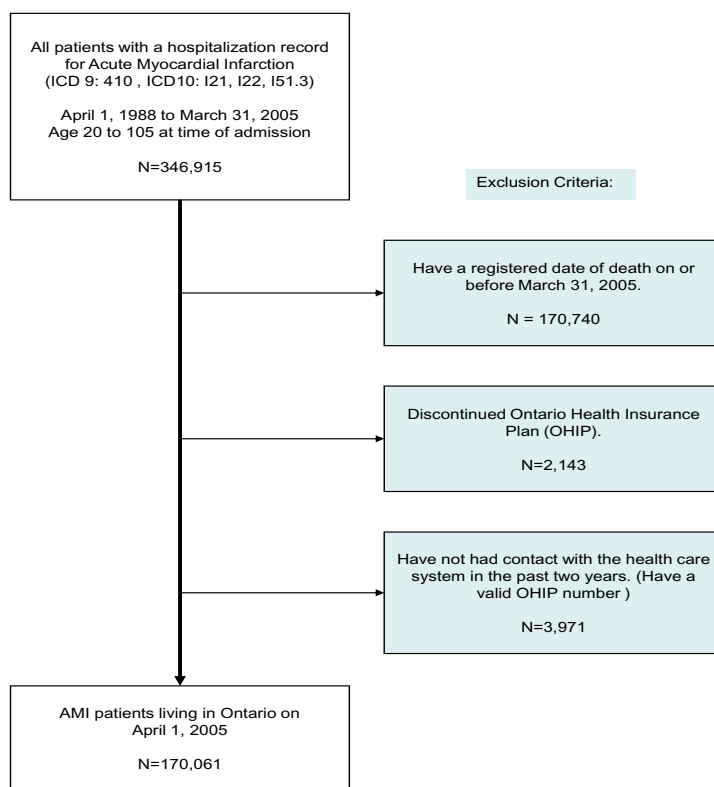 All patients with a hospitalization record
for Acute Myocardial Infarction
(ICD 9: 410 , ICD10: I21, I22, I51.3)
April 1, 1988 to March 31, 2005
Age 20 to 105 at time of admission
N=346,915
Exclusion Criteria:
Have a registered date of death on or
before March 31, 2005.
N = 170,740
Discontinued Ontario Health Insurance
Plan (OHIP).
N=2,143
Have not had contact with the health care
system in the past two years. (Have a
valid OHIP number )
N=3,971
AMI patients living in Ontario on
April 1, 2005
N=170,061